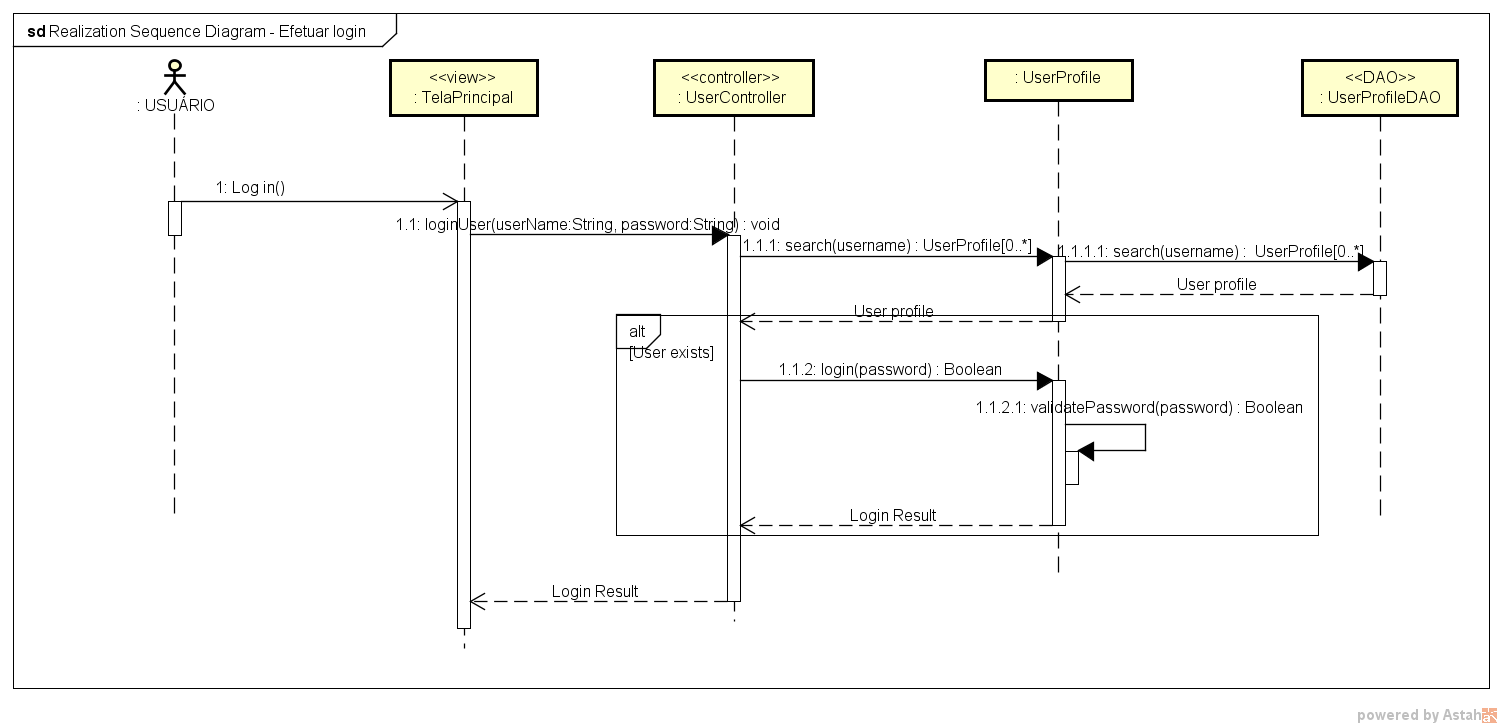 sd Realization Sequence Diagram - Efetuar login
: USUÁRIO
<<view>>
: TelaPrincipal
<<controller>>
: UserController
: UserProfile
<<DAO>>
: UserProfileDAO
1: Log in()
1.1: loginUser(userName:String, password:String) : void
1.1.1: search(username) : UserProfile[0..*]
1.1.1.1: search(username) : UserProfile[0..*]
User profile
User profile
alt
[User exists]
1.1.2: login(password) : Boolean
1.1.2.1: validatePassword(password) : Boolean
Login Result
Login Result
powered by Astah